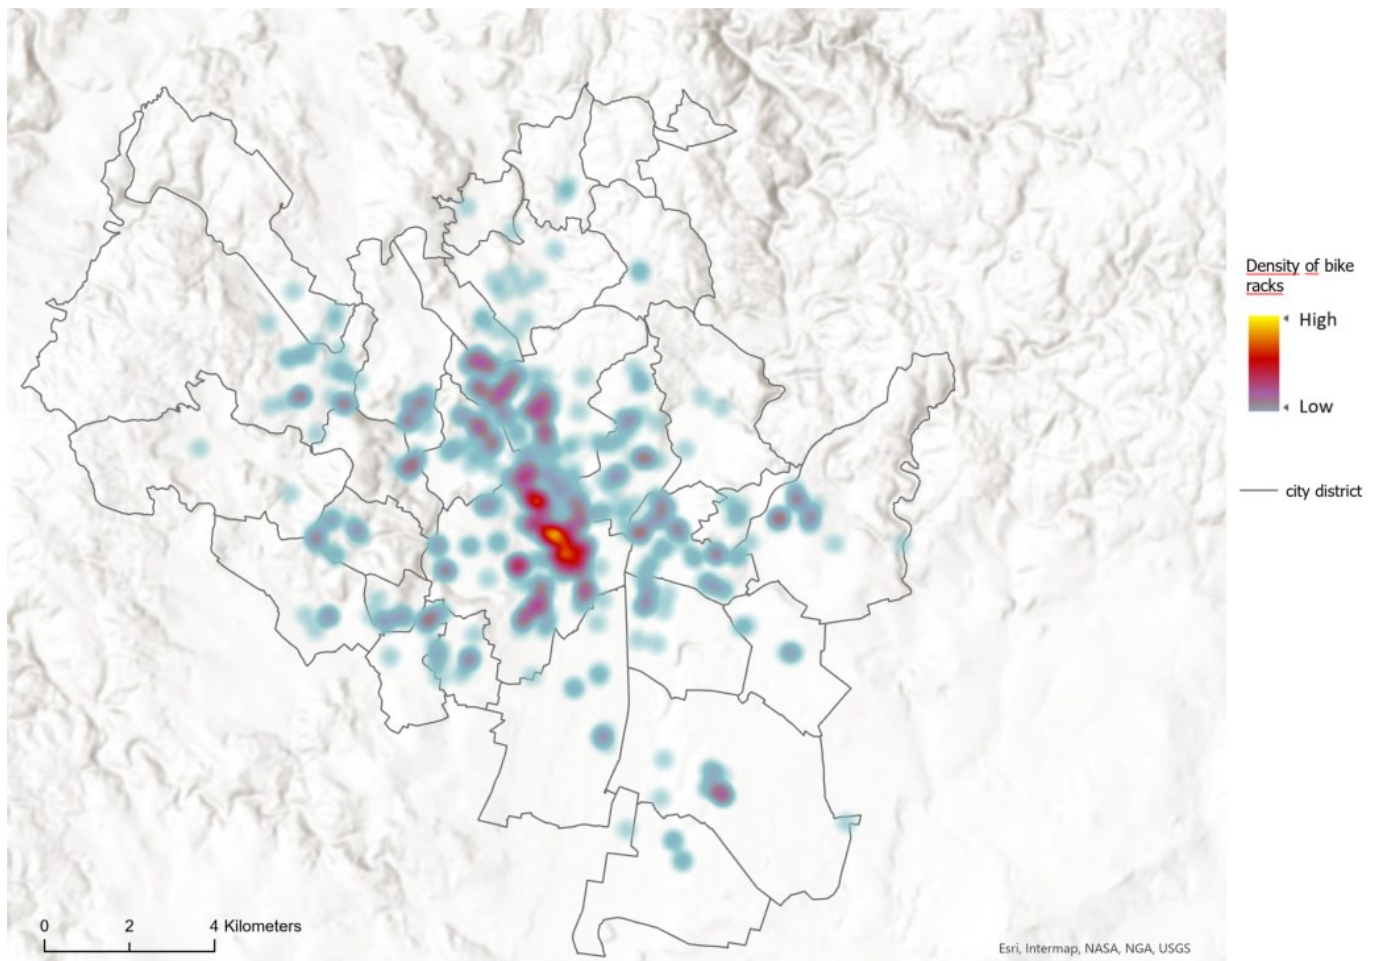 Density of bike
racks
High
Low
city district
0 2 4 Kilometers
Esri, Intermap, NASA, NGA, USGS